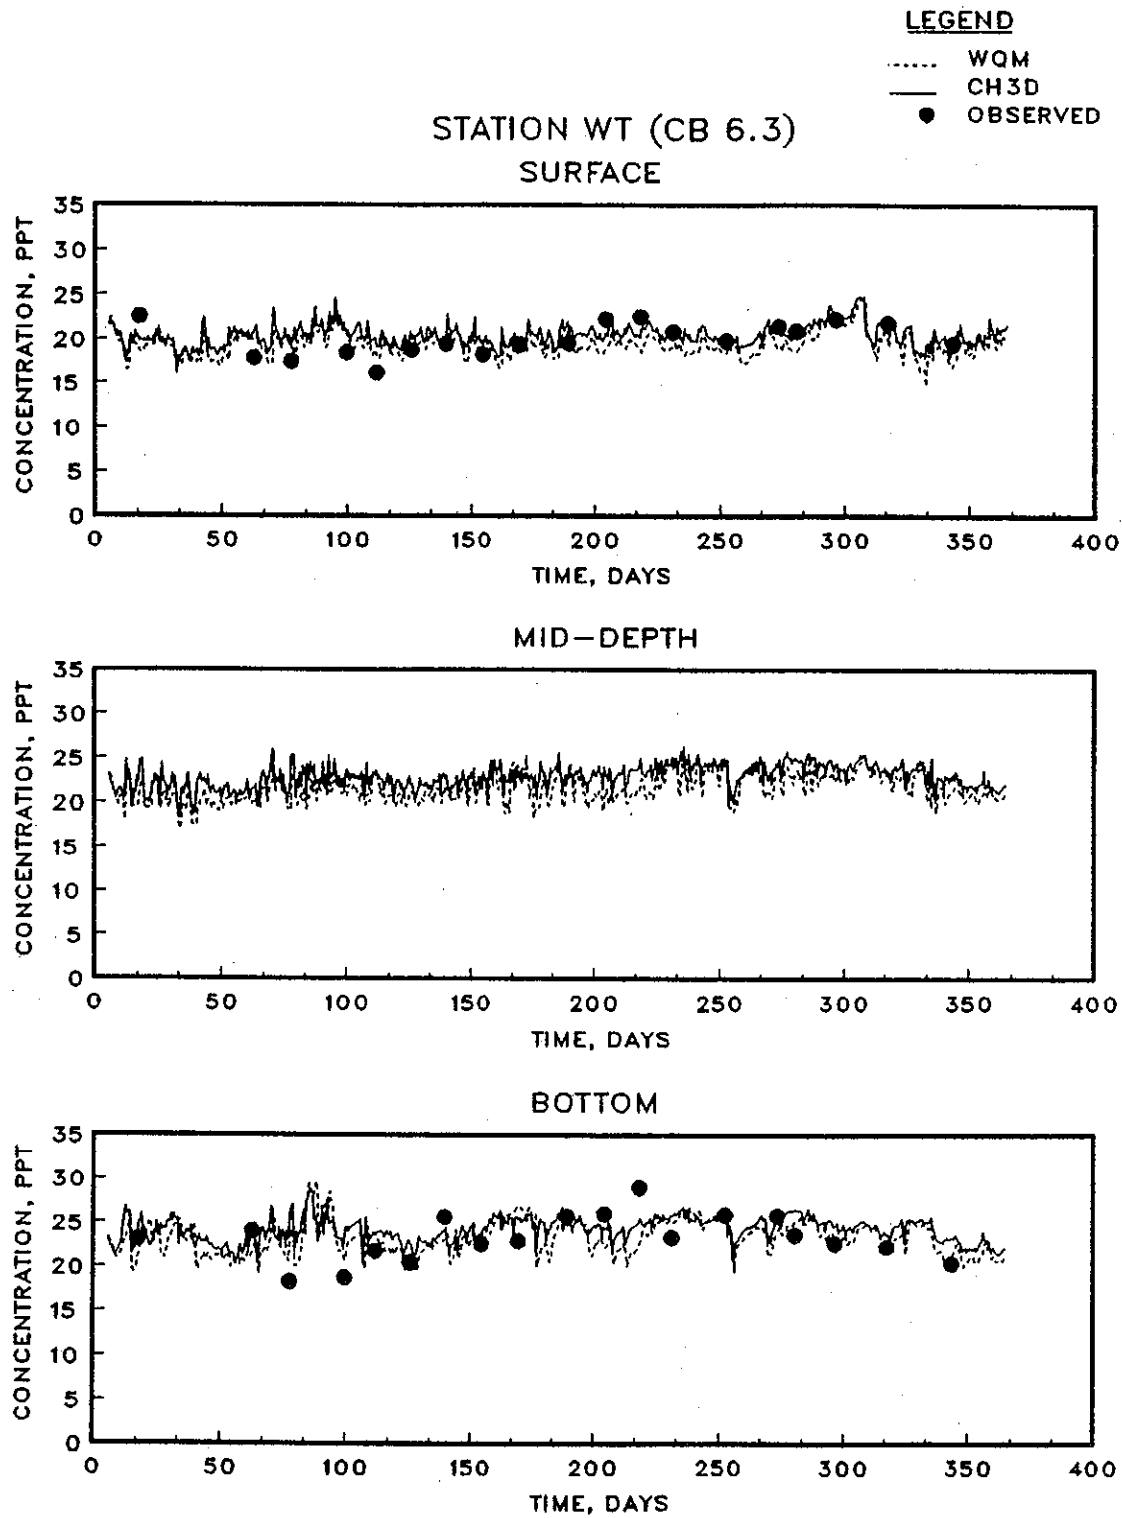 LEGEND
WQM
CH3D
OBSERVED
STATION WT (CB 6.3)
SURFACE
CONCENTRATION, PPT
35
30
25
20
15
10
5
0
0 50 100 150 200 250 300 350 400
TIME, DAYS
MID-DEPTH
CONCENTRATION, PPT
35
30
25
20
15
10
5
0
0 50 100 150 200 250 300 350 400
TIME, DAYS
BOTTOM
CONCENTRATION, PPT
35
30
25
20
15
10
5
0
0 50 100 150 200 250 300 350 400
TIME, DAYS